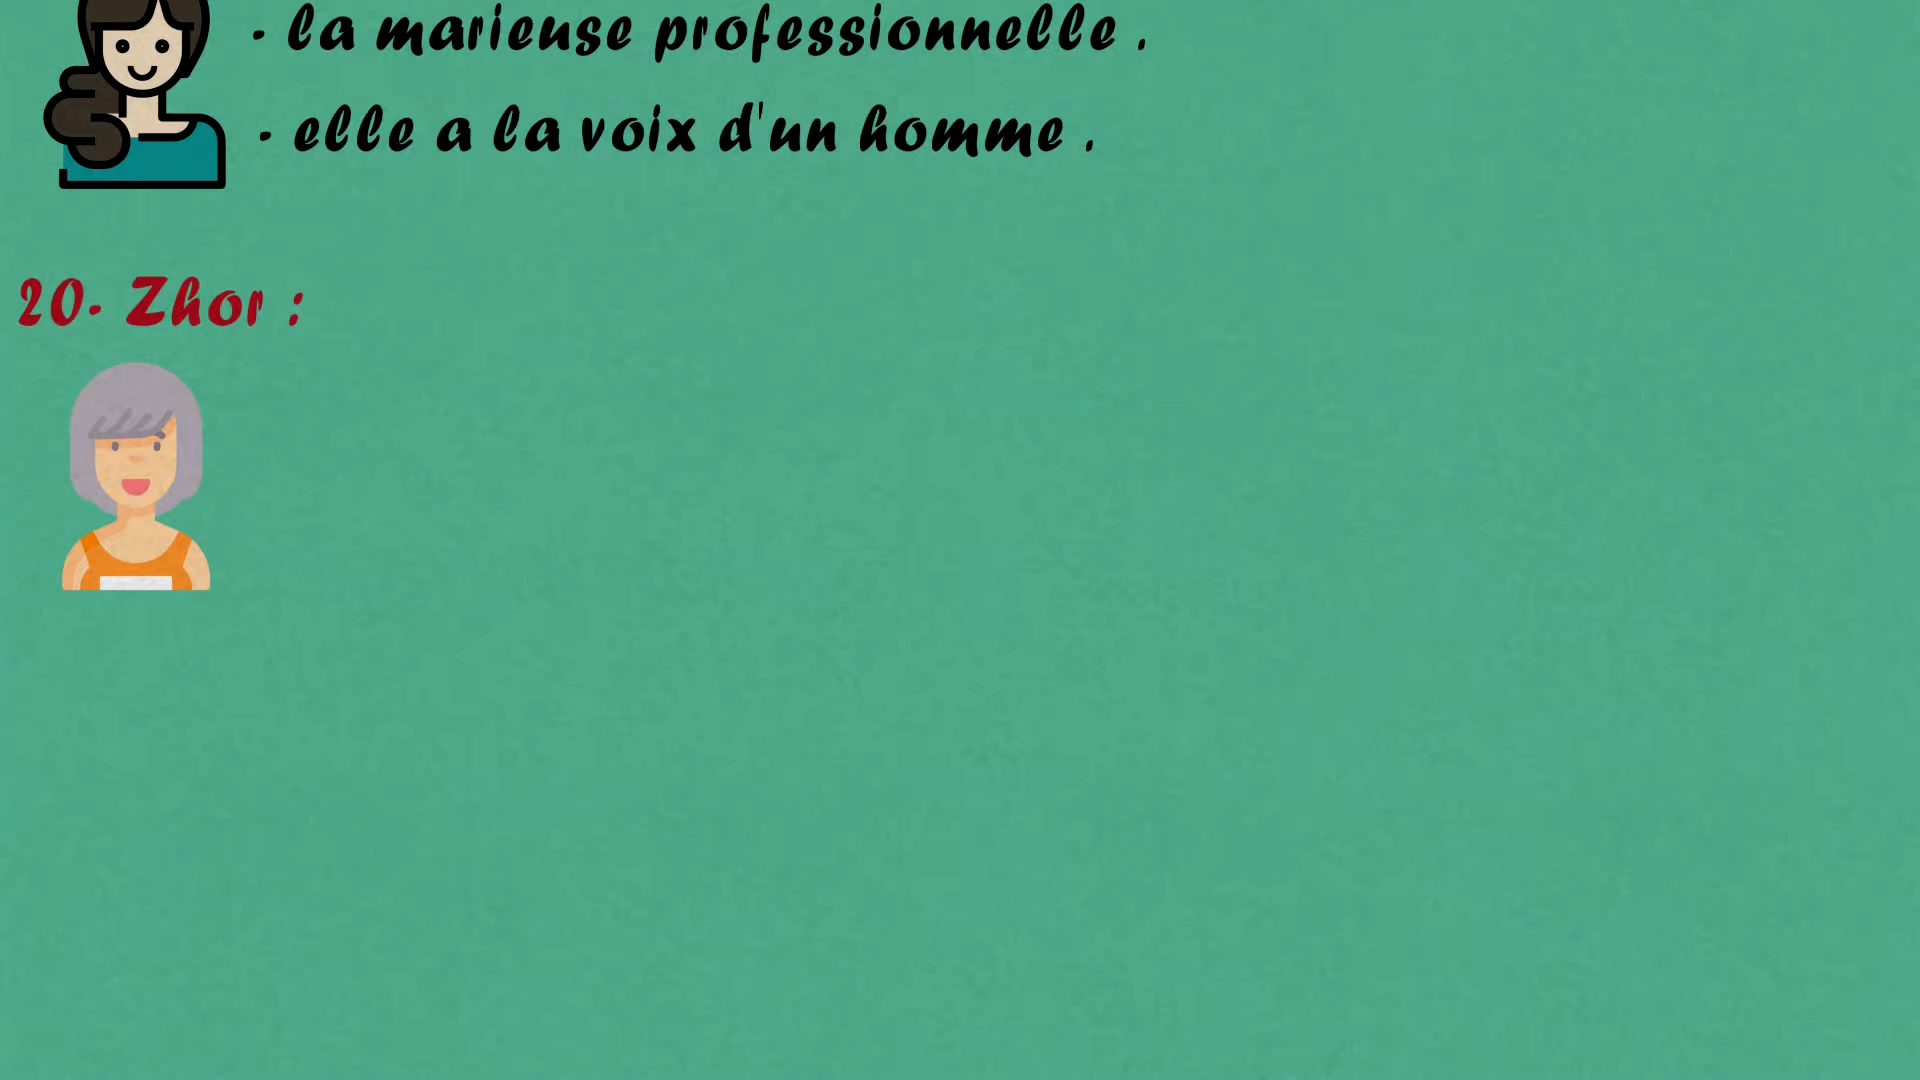 - la marieuse professionnelle .
- elle a la voix d'un homme .
20- Zhor :